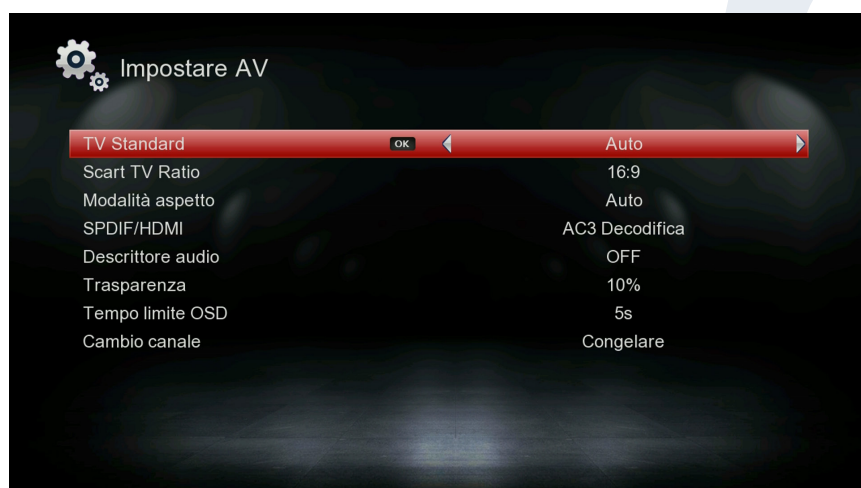 Impostare AV
TV Standard OK Auto
Scart TV Ratio 16:9
Modalità aspetto Auto
SPDIF/HDMI AC3 Decodifica
Descrittore audio OFF
Trasparenza 10%
Tempo limite OSD 5s
Cambio canale Congelare